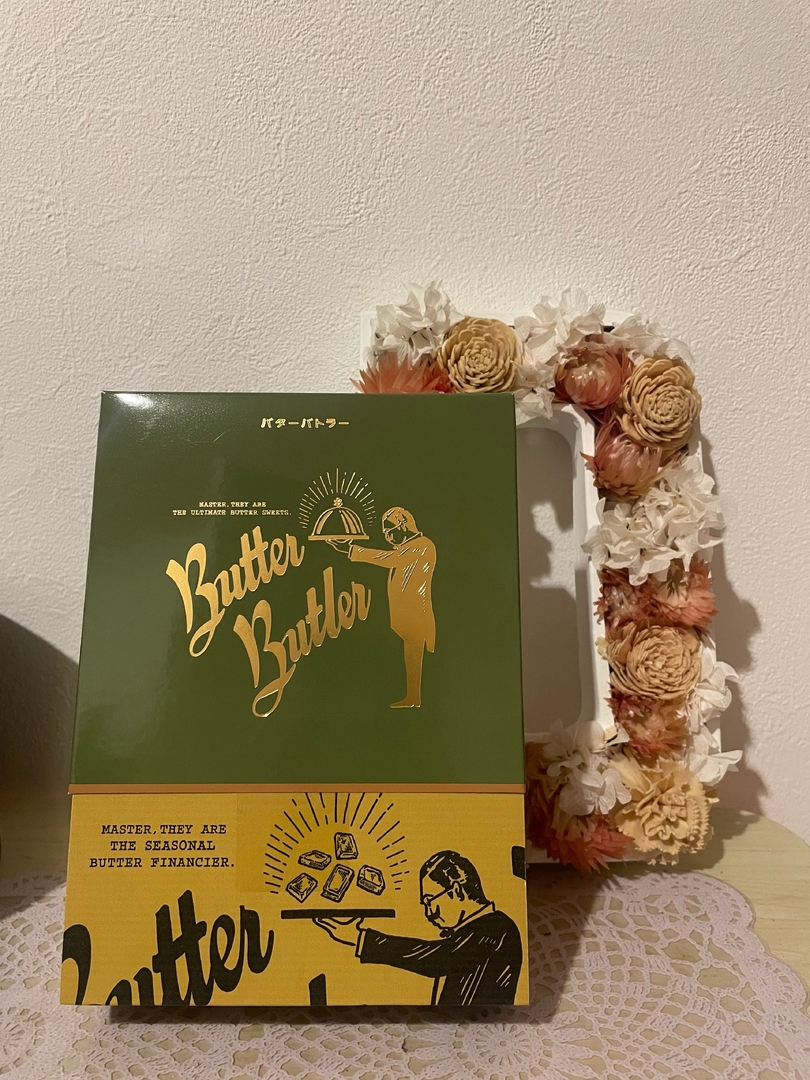 バターバトラー
MASTER, THEY ARE
THE ULTIMATE BUTTER SWEETS.
Butter
Butler
MASTER, THEY ARE
THE SEASONAL
BUTTER FINANCIER.
Butter